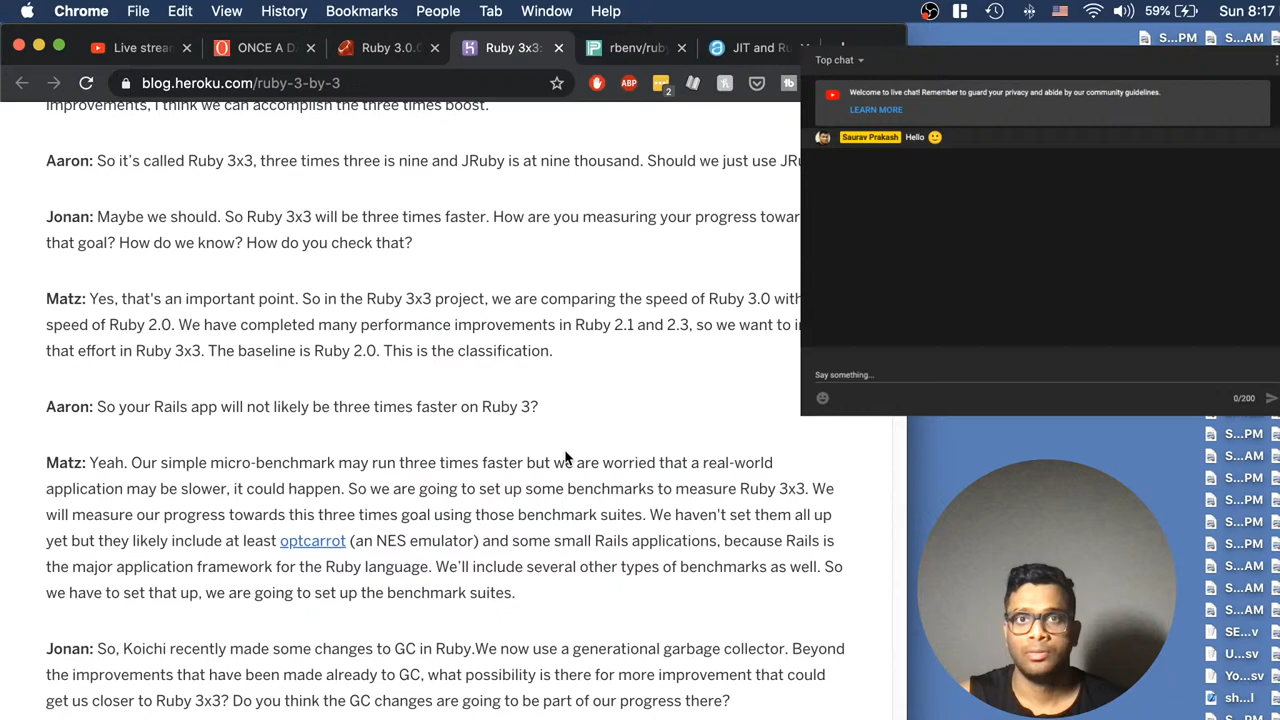 Chrome File Edit View History Bookmarks People Tab Window Help 59% Sun 8:17
Live strea ONCE A D Ruby 3.0. Ruby 3x3: rbenv/ruby JIT and Ru
S...PM S...AM
blog.heroku.com/ruby-3-by-3 ABP 2
Top chat
Welcome to live chat! Remember to guard your privacy and abide by our community guidelines.
LEARN MORE
Saurav Prakash Hello
Say something...
0/200
improvements, I think we can accomplish the three times boost.
Aaron: So it's called Ruby 3x3, three times three is nine and JRuby is at nine thousand. Should we just use JRu
Jonan: Maybe we should. So Ruby 3x3 will be three times faster. How are you measuring your progress towar
that goal? How do we know? How do you check that?
Matz: Yes, that's an important point. So in the Ruby 3x3 project, we are comparing the speed of Ruby 3.0 with
speed of Ruby 2.0. We have completed many performance improvements in Ruby 2.1 and 2.3, so we want to in
that effort in Ruby 3x3. The baseline is Ruby 2.0. This is the classification.
Aaron: So your Rails app will not likely be three times faster on Ruby 3?
Matz: Yeah. Our simple micro-benchmark may run three times faster but we are worried that a real-world
application may be slower, it could happen. So we are going to set up some benchmarks to measure Ruby 3x3. We
will measure our progress towards this three times goal using those benchmark suites. We haven't set them all up
yet but they likely include at least optcarrot (an NES emulator) and some small Rails applications, because Rails is
the major application framework for the Ruby language. We'll include several other types of benchmarks as well. So
we have to set that up, we are going to set up the benchmark suites.
Jonan: So, Koichi recently made some changes to GC in Ruby.We now use a generational garbage collector. Beyond
the improvements that have been made already to GC, what possibility is there for more improvement that could
get us closer to Ruby 3x3? Do you think the GC changes are going to be part of our progress there?
S...PM
S...AM
S...AM
S...PM
S...PM
S...PM
S...AM
S...AM
S...AM
SE...v
U...sv
Yo...sv
sh...l